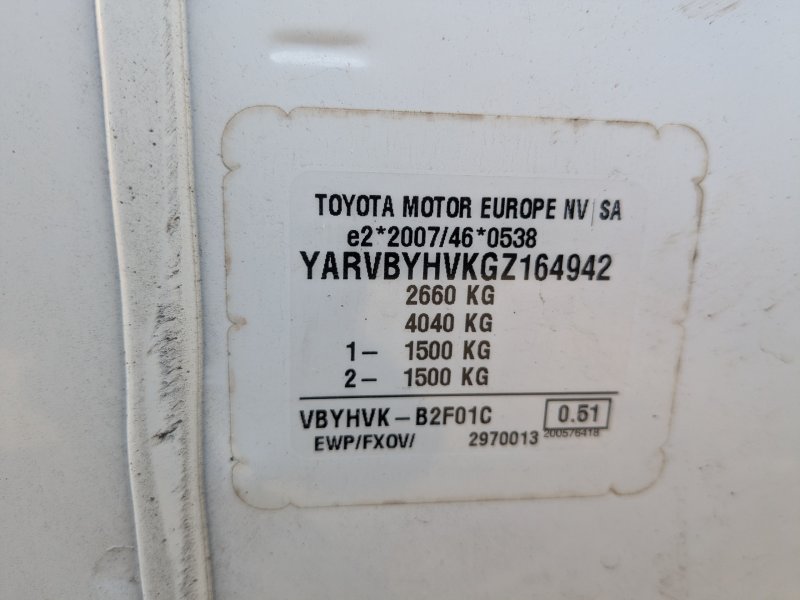 TOYOTA MOTOR EUROPE NV/SA
e2*2007/46*0538
YARVBYHVKGZ164942
2660 KG
4040 KG
1- 1500 KG
2- 1500 KG
VBYHVK-B2F01C 0.51
EWP/FXOV/ 2970013 200576418